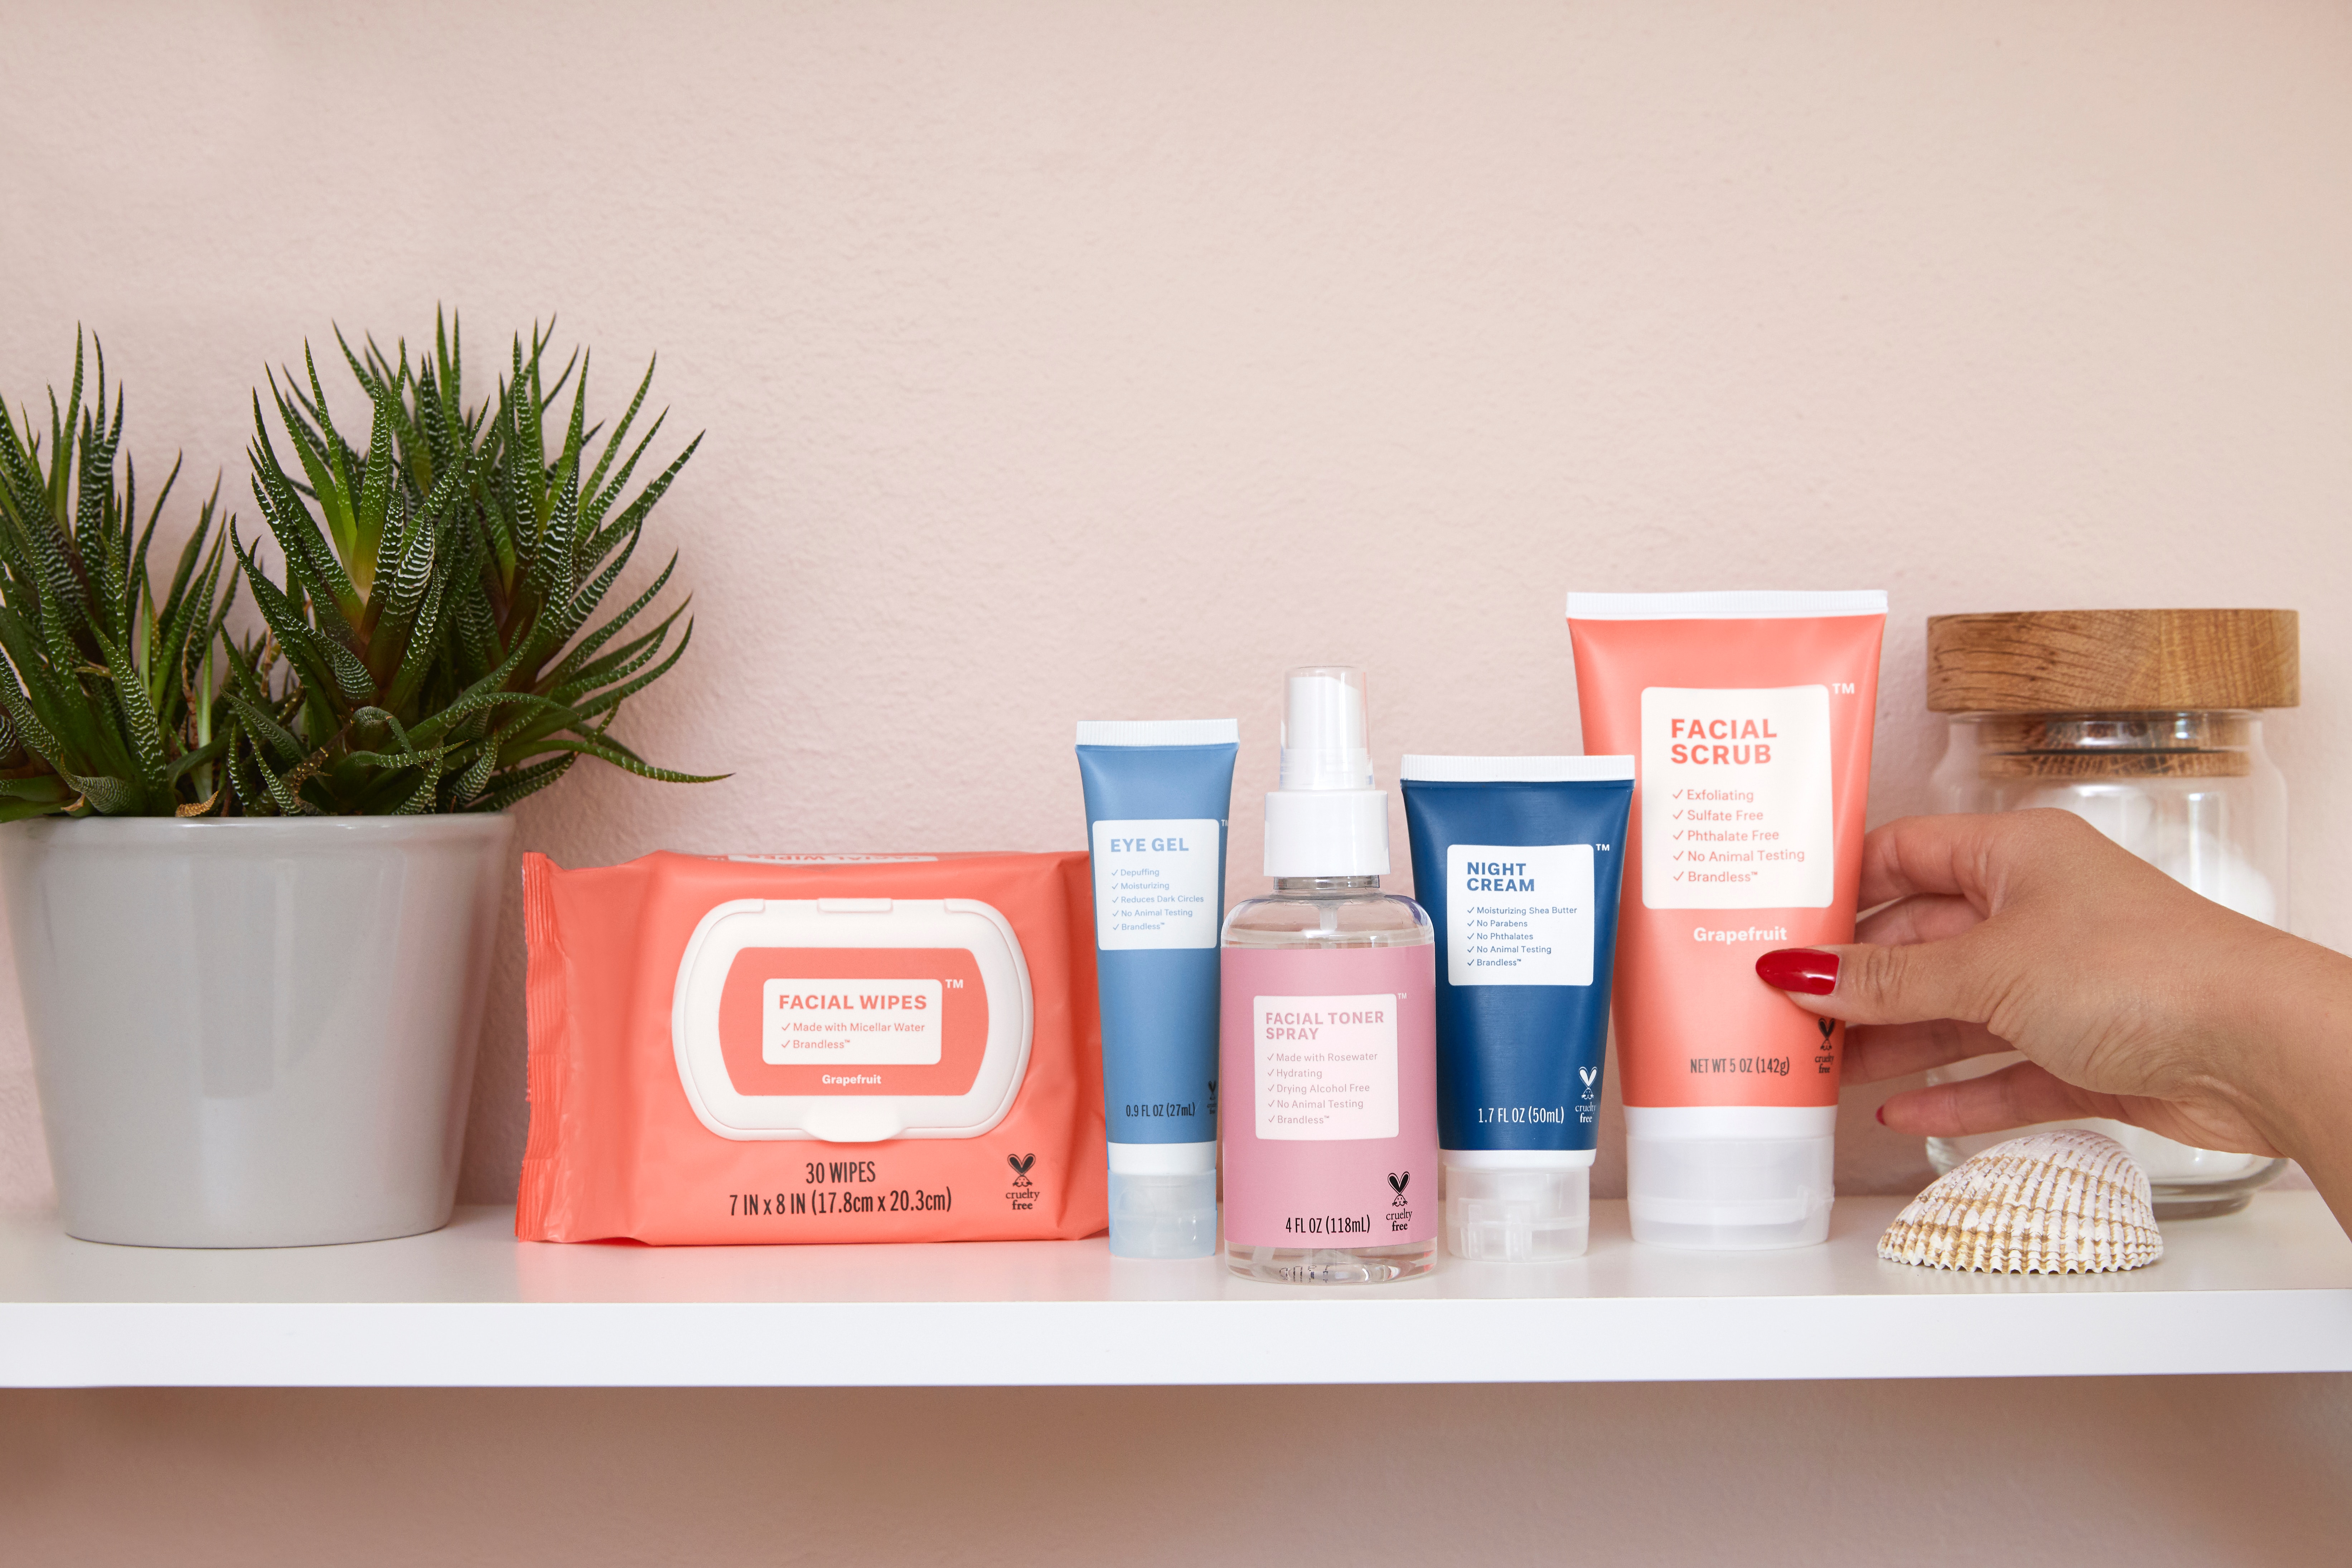 FACIAL WIPES
TM
FACIAL WIPES
✓ Made with Micellar Water
✓ Brandless™
Grapefruit
30 WIPES
7 IN x 8 IN (17.8cm x 20.3cm)
cruelty
free
TM
EYE GEL
✓ Depuffing
✓ Moisturizing
✓ Reduces Dark Circles
✓ No Animal Testing
✓ Brandless™
0.9 FL OZ (27mL)
TM
FACIAL TONER
SPRAY
✓ Made with Rosewater
✓ Hydrating
✓ Drying Alcohol Free
✓ No Animal Testing
✓ Brandless™
4 FL OZ (118mL)
cruelty
free
TM
NIGHT
CREAM
✓ Moisturizing Shea Butter
✓ No Parabens
✓ No Phthalates
✓ No Animal Testing
✓ Brandless™
1.7 FL OZ (50mL)
cruelty
free
TM
FACIAL
SCRUB
✓ Exfoliating
✓ Sulfate Free
✓ Phthalate Free
✓ No Animal Testing
✓ Brandless™
Grapefruit
NET WT 5 OZ (142g)
cruelty
free